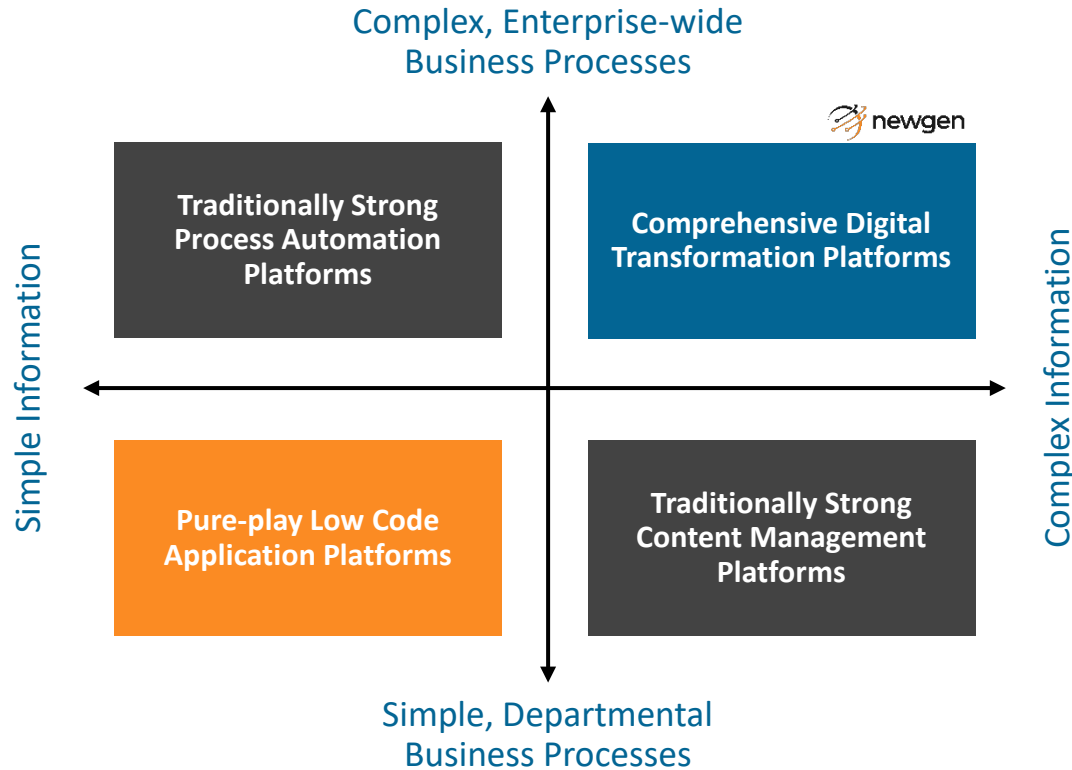 Complex, Enterprise-wide
Business Processes
newgen
Traditionally Strong
Process Automation
Platforms
Comprehensive Digital
Transformation Platforms
Simple Information
Complex Information
Pure-play Low Code
Application Platforms
Traditionally Strong
Content Management
Platforms
Simple, Departmental
Business Processes